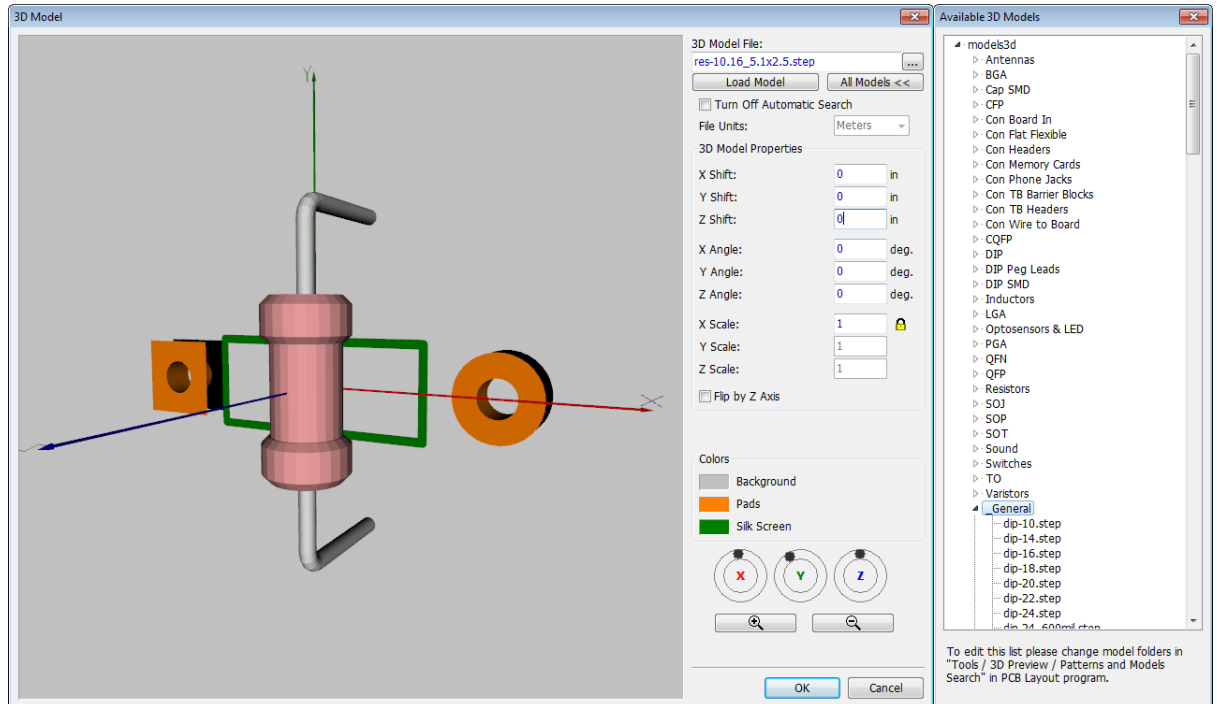 3D Model
Y
X
3D Model File:
res-10.16_5.1x2.5.step
...
Load Model
All Models <<
Turn Off Automatic Search
File Units:
Meters
3D Model Properties
X Shift:
0
in
Y Shift:
0
in
Z Shift:
0
in
X Angle:
0
deg.
Y Angle:
0
deg.
Z Angle:
0
deg.
X Scale:
1
Y Scale:
1
Z Scale:
1
Flip by Z Axis
Colors
Background
Pads
Silk Screen
X
Y
Z
OK
Cancel
Available 3D Models
models3d
Antennas
BGA
Cap SMD
CFP
Con Board In
Con Flat Flexible
Con Headers
Con Memory Cards
Con Phone Jacks
Con TB Barrier Blocks
Con TB Headers
Con Wire to Board
CQFP
DIP
DIP Peg Leads
DIP SMD
Inductors
LGA
Optosensors & LED
PGA
QFN
QFP
Resistors
SOJ
SOP
SOT
Sound
Switches
TO
Varistors
_General
dip-10.step
dip-14.step
dip-16.step
dip-18.step
dip-20.step
dip-22.step
dip-24.step
dip-24_600mil.step
To edit this list please change model folders in
"Tools / 3D Preview / Patterns and Models
Search" in PCB Layout program.